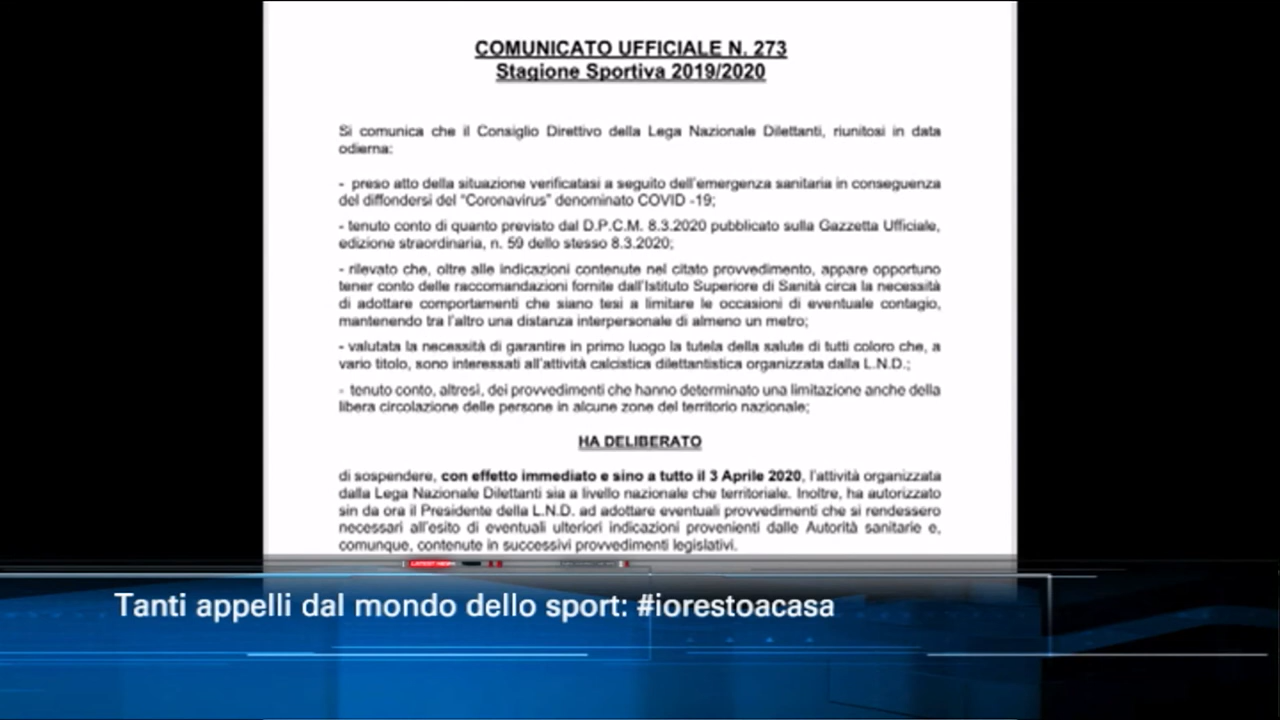 COMUNICATO UFFICIALE N. 273
Stagione Sportiva 2019/2020
Si comunica che il Consiglio Direttivo della Lega Nazionale Dilettanti, riunitosi in data
odierna:
- preso atto della situazione verificatasi a seguito dell'emergenza sanitaria in conseguenza
del diffondersi del "Coronavirus" denominato COVID -19;
- tenuto conto di quanto previsto dal D.P.C.M. 8.3.2020 pubblicato sulla Gazzetta Ufficiale,
edizione straordinaria, n. 59 dello stesso 8.3.2020;
- rilevato che, oltre alle indicazioni contenute nel citato provvedimento, appare opportuno
tener conto delle raccomandazioni fornite dall'Istituto Superiore di Sanità circa la necessità
di adottare comportamenti che siano tesi a limitare le occasioni di eventuale contagio,
mantenendo tra l'altro una distanza interpersonale di almeno un metro;
- valutata la necessità di garantire in primo luogo la tutela della salute di tutti coloro che, a
vario titolo, sono interessati all'attività calcistica dilettantistica organizzata dalla L.N.D.;
- tenuto conto, altresì, dei provvedimenti che hanno determinato una limitazione anche della
libera circolazione delle persone in alcune zone del territorio nazionale;
HA DELIBERATO
di sospendere, con effetto immediato e sino a tutto il 3 Aprile 2020, l'attività organizzata
dalla Lega Nazionale Dilettanti sia a livello nazionale che territoriale. Inoltre, ha autorizzato
sin da ora il Presidente della L.N.D. ad adottare eventuali provvedimenti che si rendessero
necessari all'esito di eventuali ulteriori indicazioni provenienti dalle Autorità sanitarie e,
comunque, contenute in successivi provvedimenti legislativi.
LATEST NEWS
Tanti appelli dal mondo dello sport: #iorestoacasa